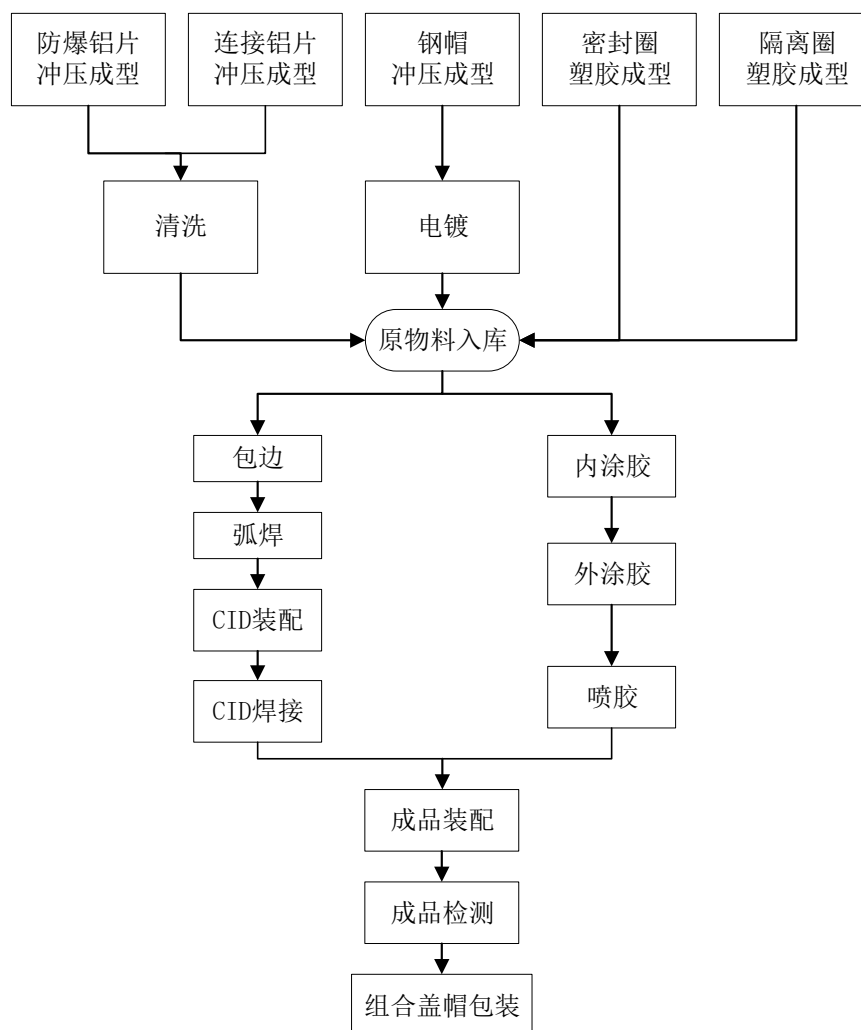 防爆铝片
冲压成型
连接铝片
冲压成型
钢帽
冲压成型
密封圈
塑胶成型
隔离圈
塑胶成型
清洗
电镀
原物料入库
包边
内涂胶
弧焊
外涂胶
CID装配
CID焊接
喷胶
成品装配
成品检测
组合盖帽包装